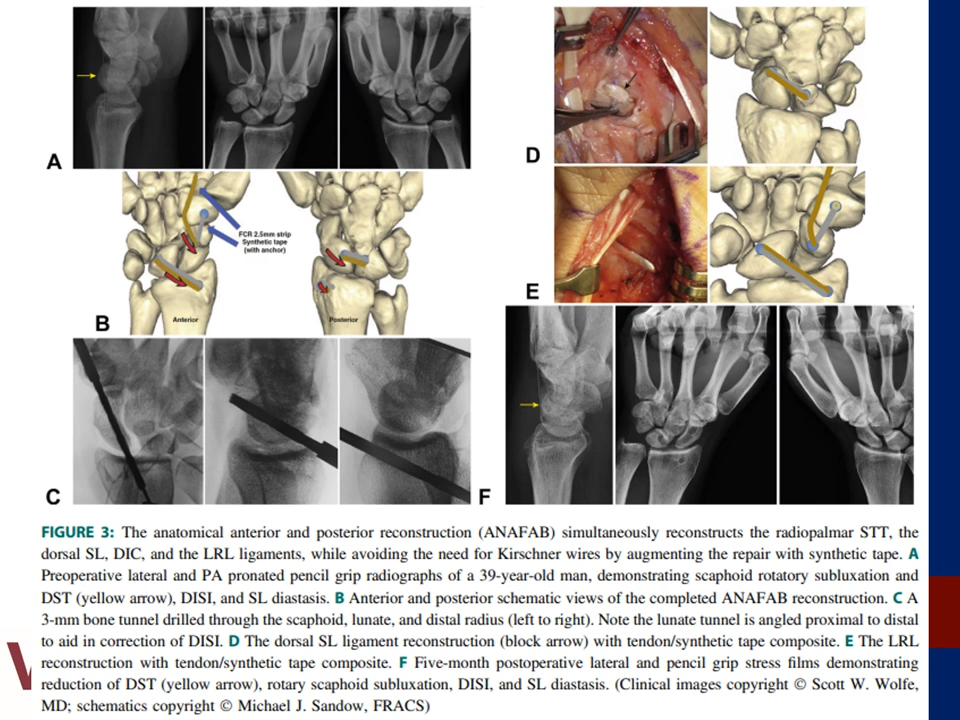 A
FCR 2.5mm strip
Synthetic tape
(with anchor)
Anterior
Posterior
B
C
D
E
F
FIGURE 3: The anatomical anterior and posterior reconstruction (ANAFAB) simultaneously reconstructs the radiopalmar STT, the
dorsal SL, DIC, and the LRL ligaments, while avoiding the need for Kirschner wires by augmenting the repair with synthetic tape. A
Preoperative lateral and PA pronated pencil grip radiographs of a 39-year-old man, demonstrating scaphoid rotatory subluxation and
DST (yellow arrow), DISI, and SL diastasis. B Anterior and posterior schematic views of the completed ANAFAB reconstruction. C A
3-mm bone tunnel drilled through the scaphoid, lunate, and distal radius (left to right). Note the lunate tunnel is angled proximal to distal
to aid in correction of DISI. D The dorsal SL ligament reconstruction (block arrow) with tendon/synthetic tape composite. E The LRL
reconstruction with tendon/synthetic tape composite. F Five-month postoperative lateral and pencil grip stress films demonstrating
reduction of DST (yellow arrow), rotary scaphoid subluxation, DISI, and SL diastasis. (Clinical images copyright © Scott W. Wolfe,
MD; schematics copyright © Michael J. Sandow, FRACS)